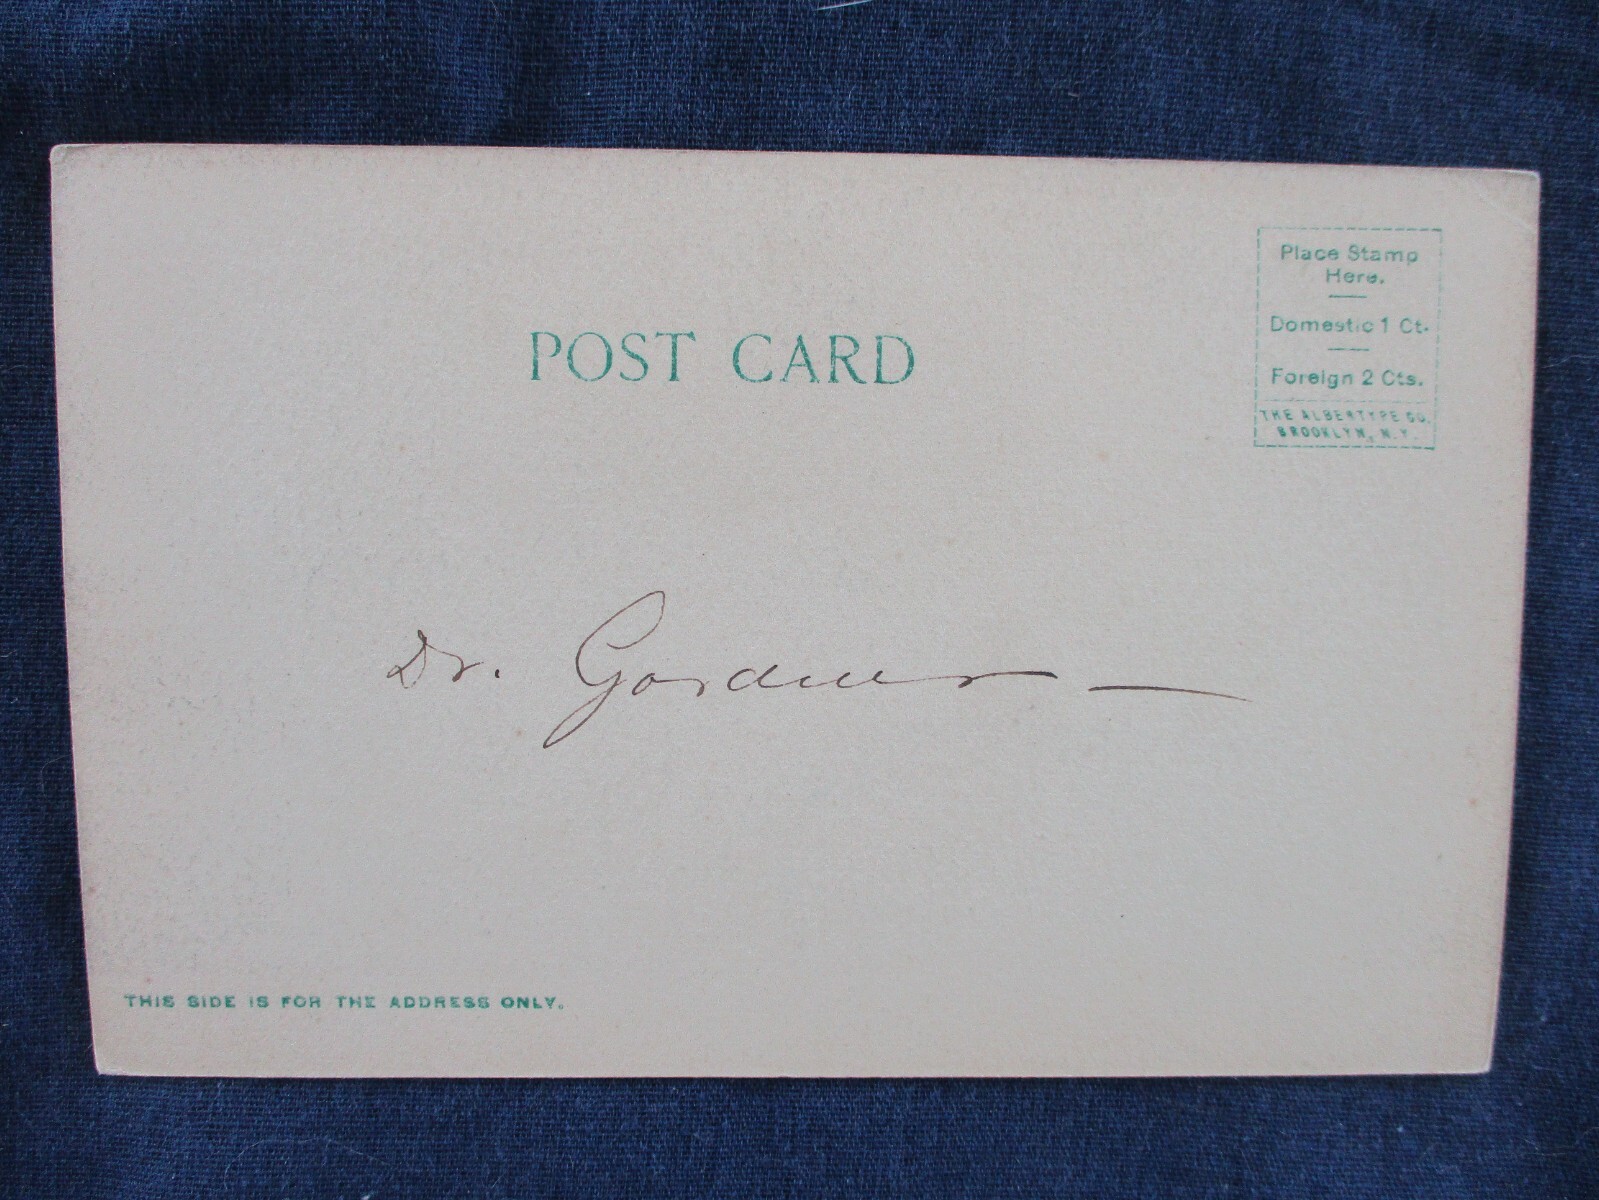 Place Stamp
Here.
Domestic 1 Ct.
Foreign 2 Cts.
THE ALBERTYPE CO.
BROOKLYN, N.Y.
POST CARD
Dr. Gordner —
THIS SIDE IS FOR THE ADDRESS ONLY.